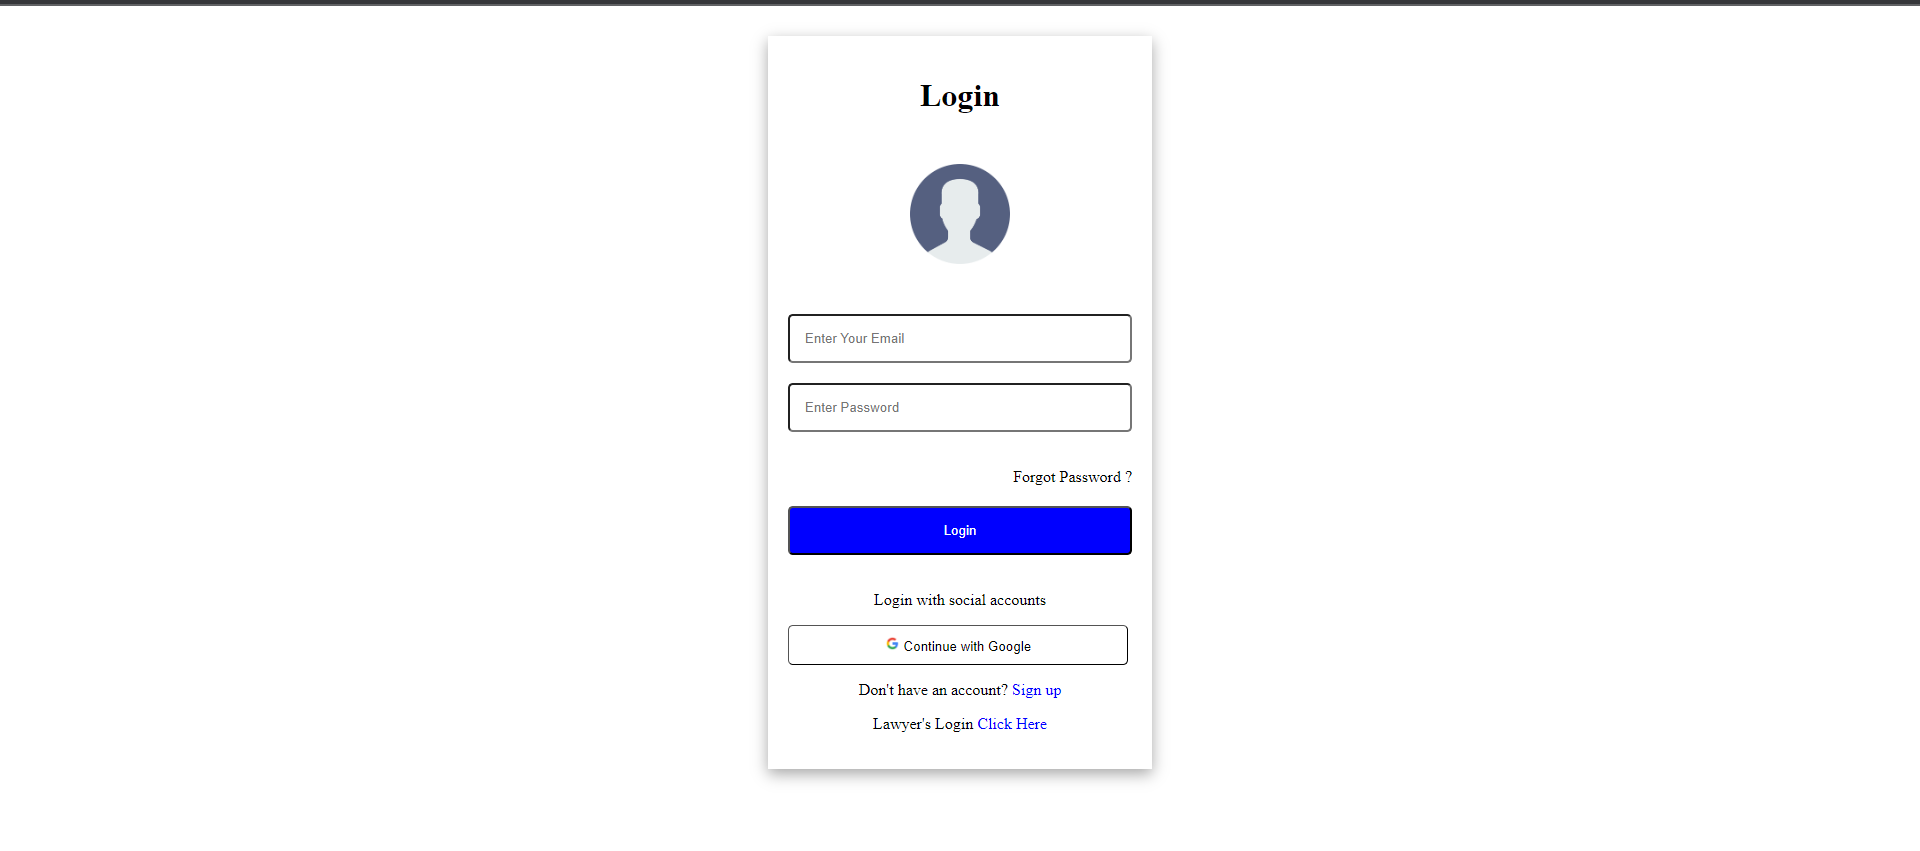 Login
Enter Your Email
Enter Password
Forgot Password ?
Login
Login with social accounts
Continue with Google
Don't have an account? Sign up
Lawyer's Login Click Here